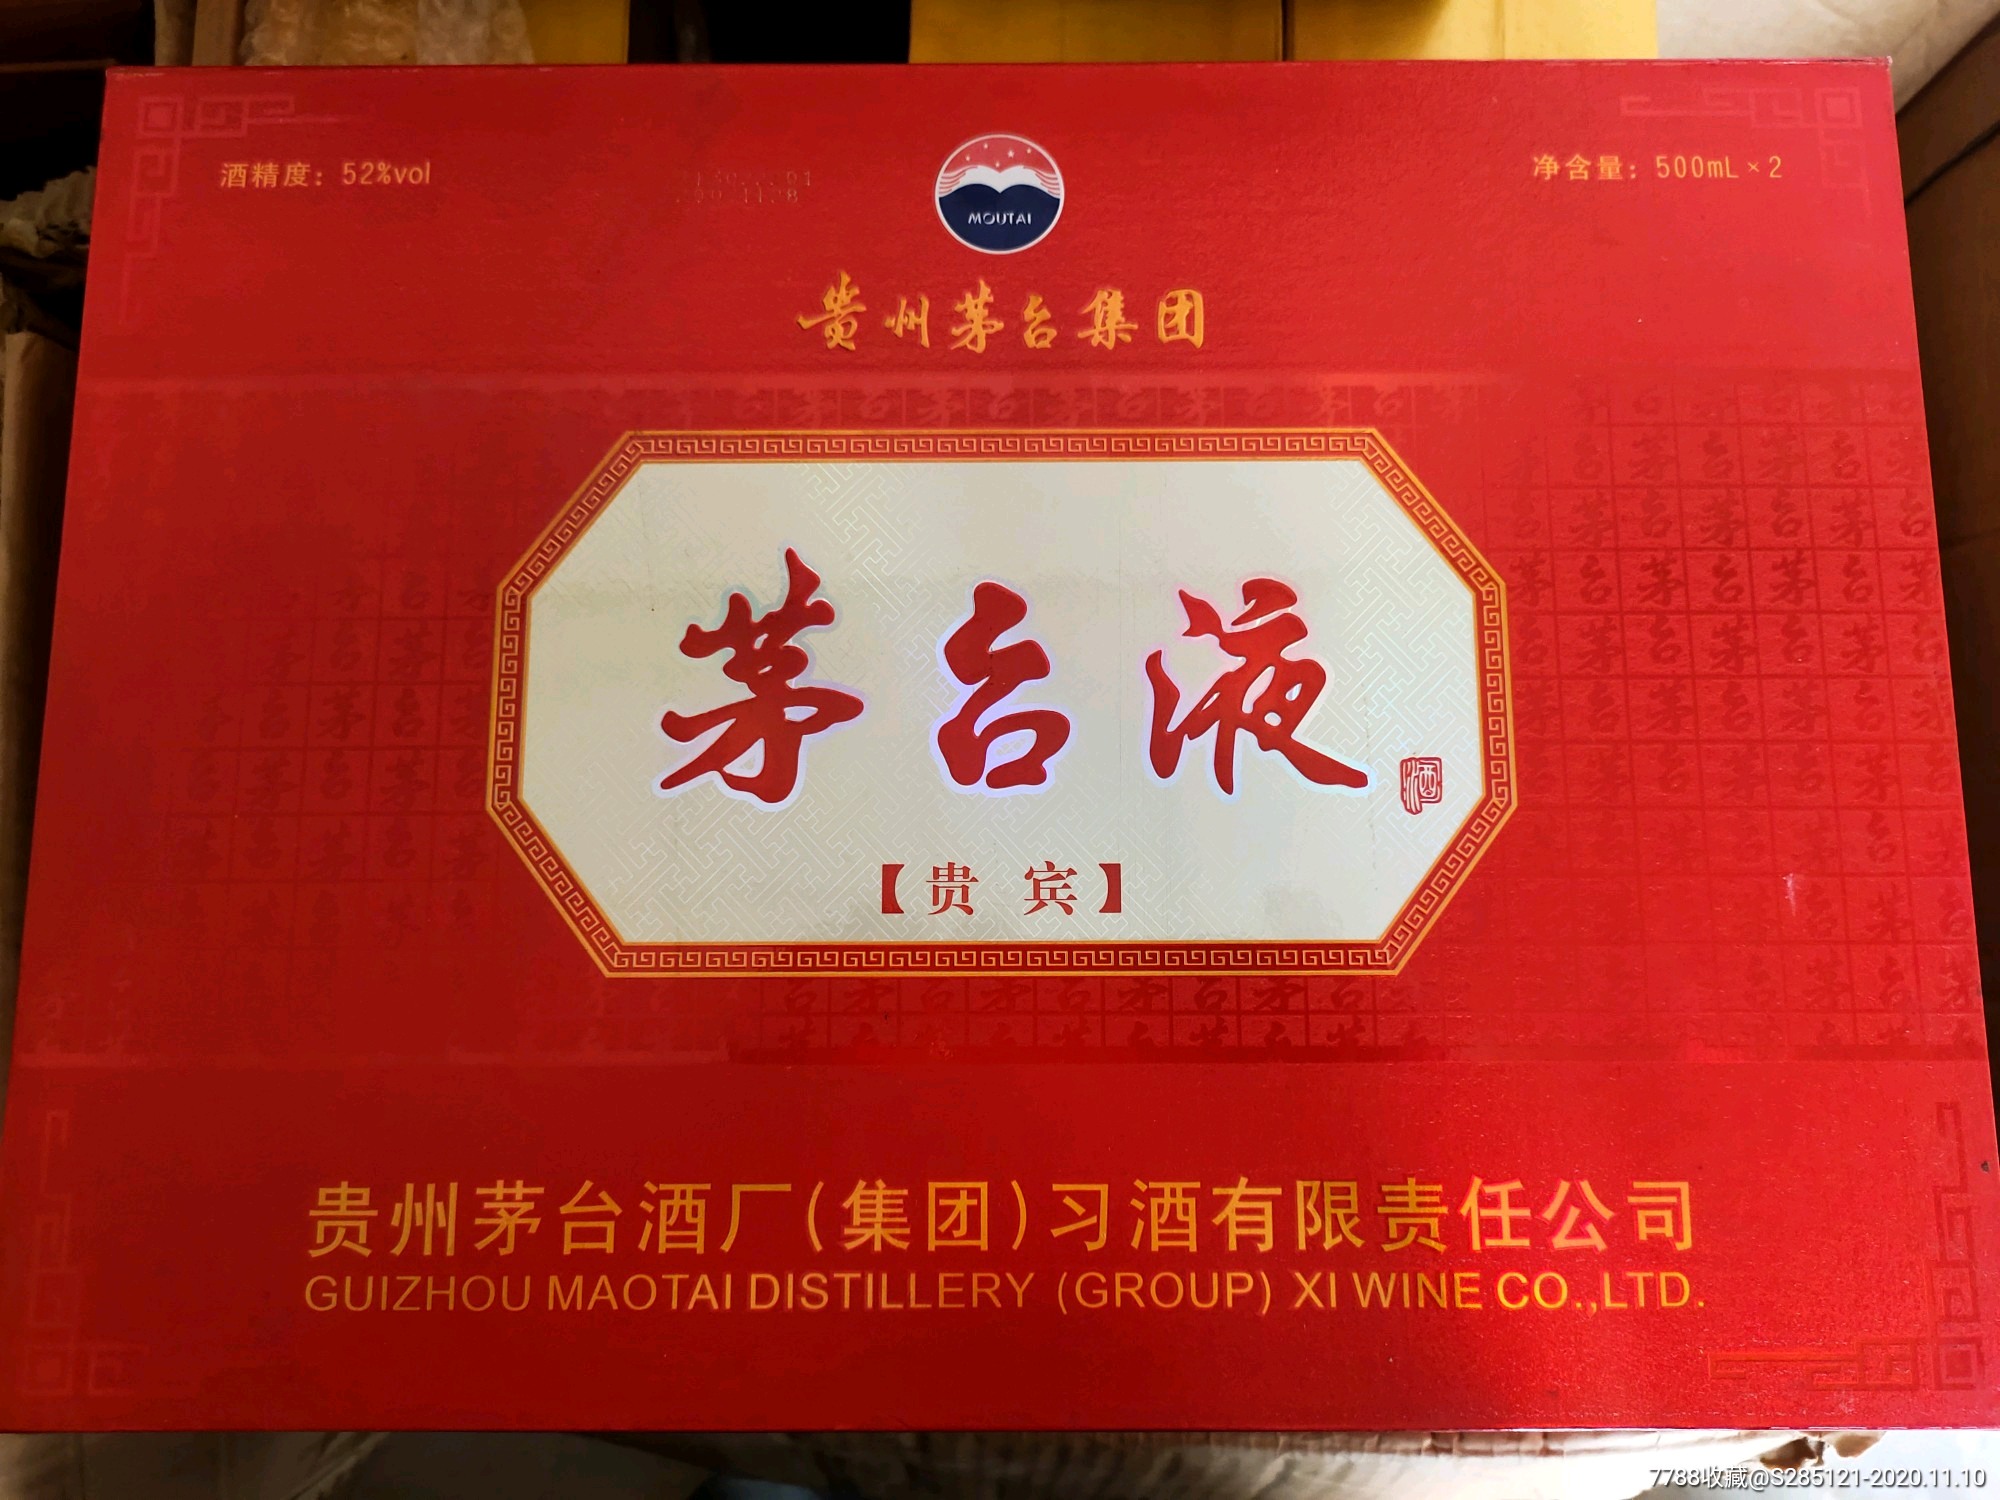 酒精度：52%vol
净含量：500mL×2
MOUTAI
贵州茅台集团
茅台液
酒
【贵宾】
贵州茅台酒厂(集团)习酒有限责任公司
GUIZHOU MAOTAI DISTILLERY (GROUP) XI WINE CO.,LTD.
7788收藏@S285121-2020.11.10